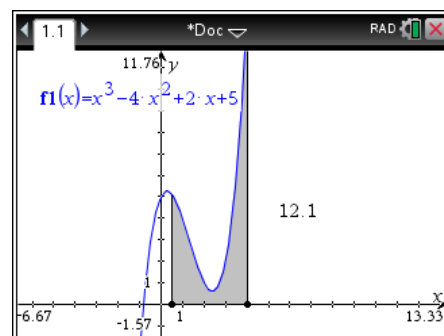 1.1 *Doc RAD
11.76 y
f1(x)=x³-4·x²+2·x+5
12.1
1
x
-6.67 -1.57 1 13.33